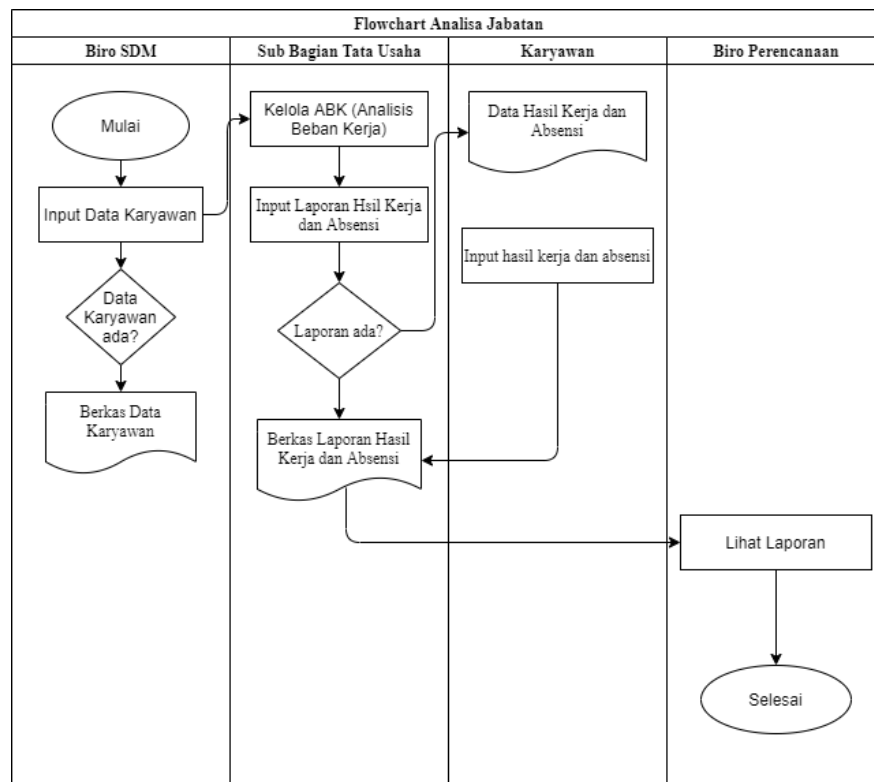 Flowchart Analisa Jabatan
Biro SDM
Sub Bagian Tata Usaha
Karyawan
Biro Perencanaan
Mulai
Input Data Karyawan
Data
Karyawan
ada?
Berkas Data
Karyawan
Kelola ABK (Analisis
Beban Kerja)
Input Laporan Hsil Kerja
dan Absensi
Laporan ada?
Berkas Laporan Hasil
Kerja dan Absensi
Data Hasil Kerja dan
Absensi
Input hasil kerja dan absensi
Lihat Laporan
Selesai